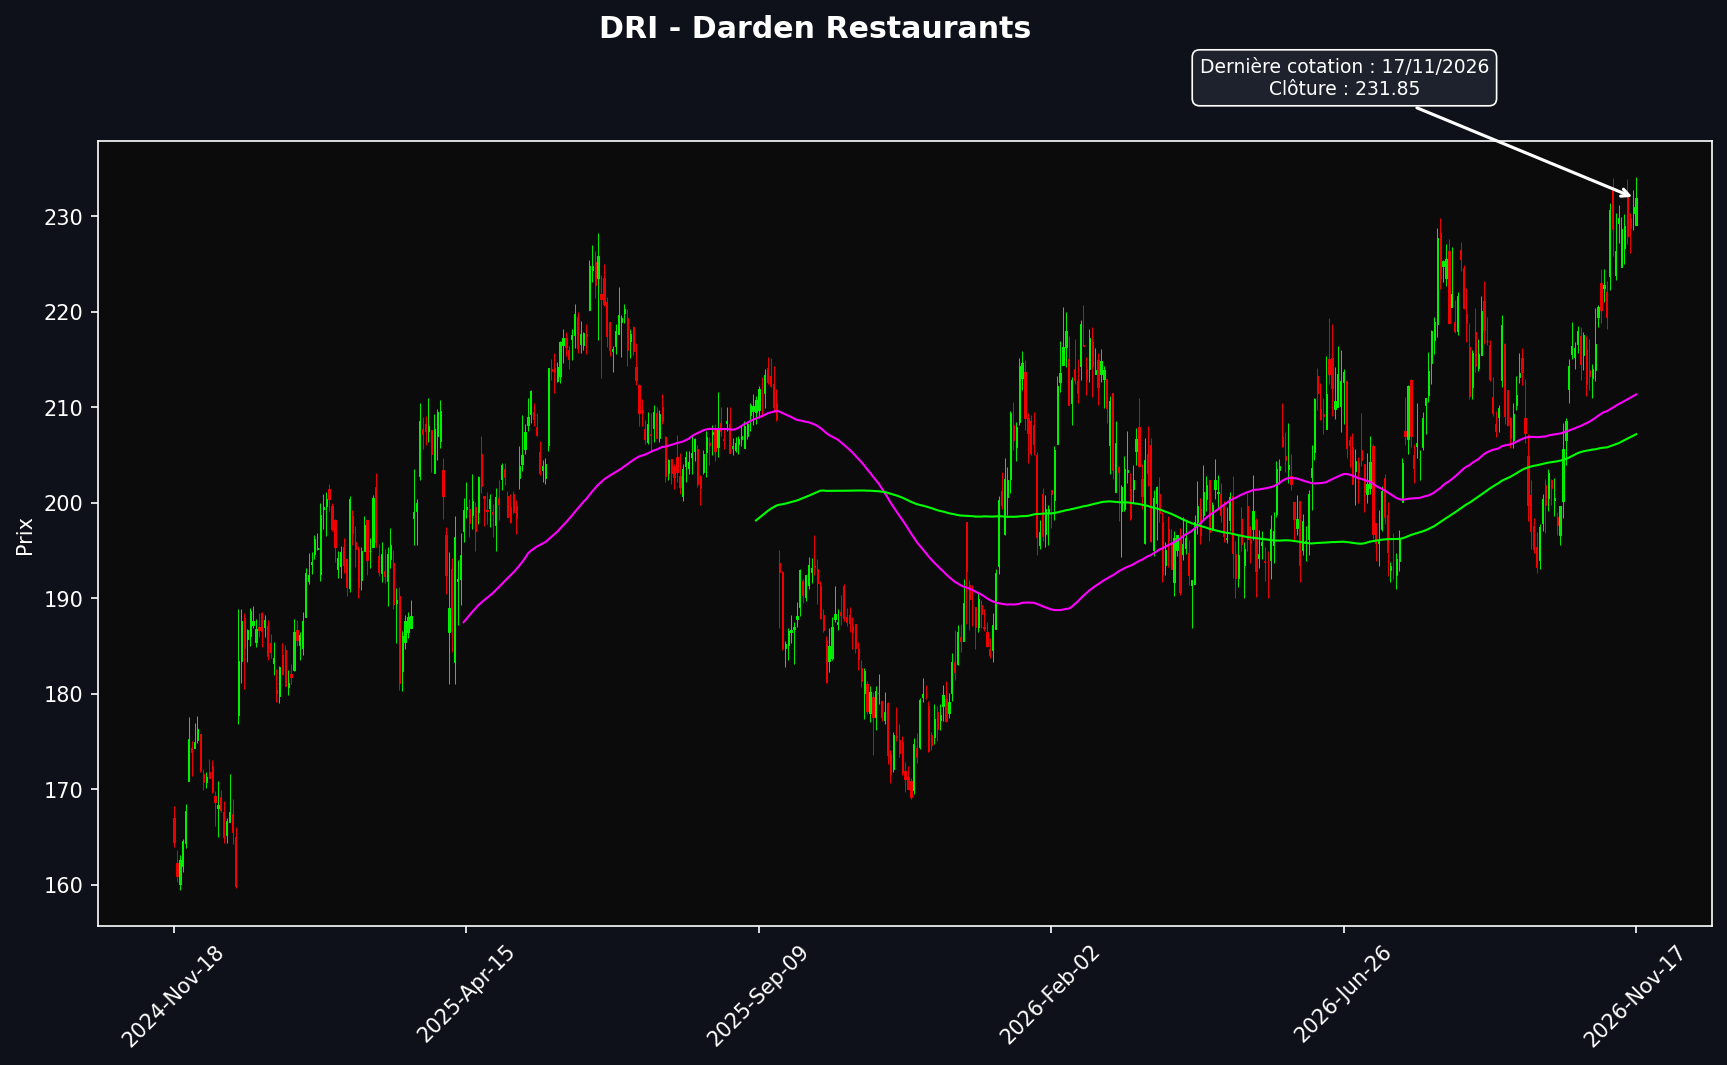 DRI - Darden Restaurants
Dernière cotation : 17/11/2026
Clôture : 231.85
Prix
230
220
210
200
190
180
170
160
2024-Nov-18
2025-Apr-15
2025-Sep-09
2026-Feb-02
2026-Jun-26
2026-Nov-17